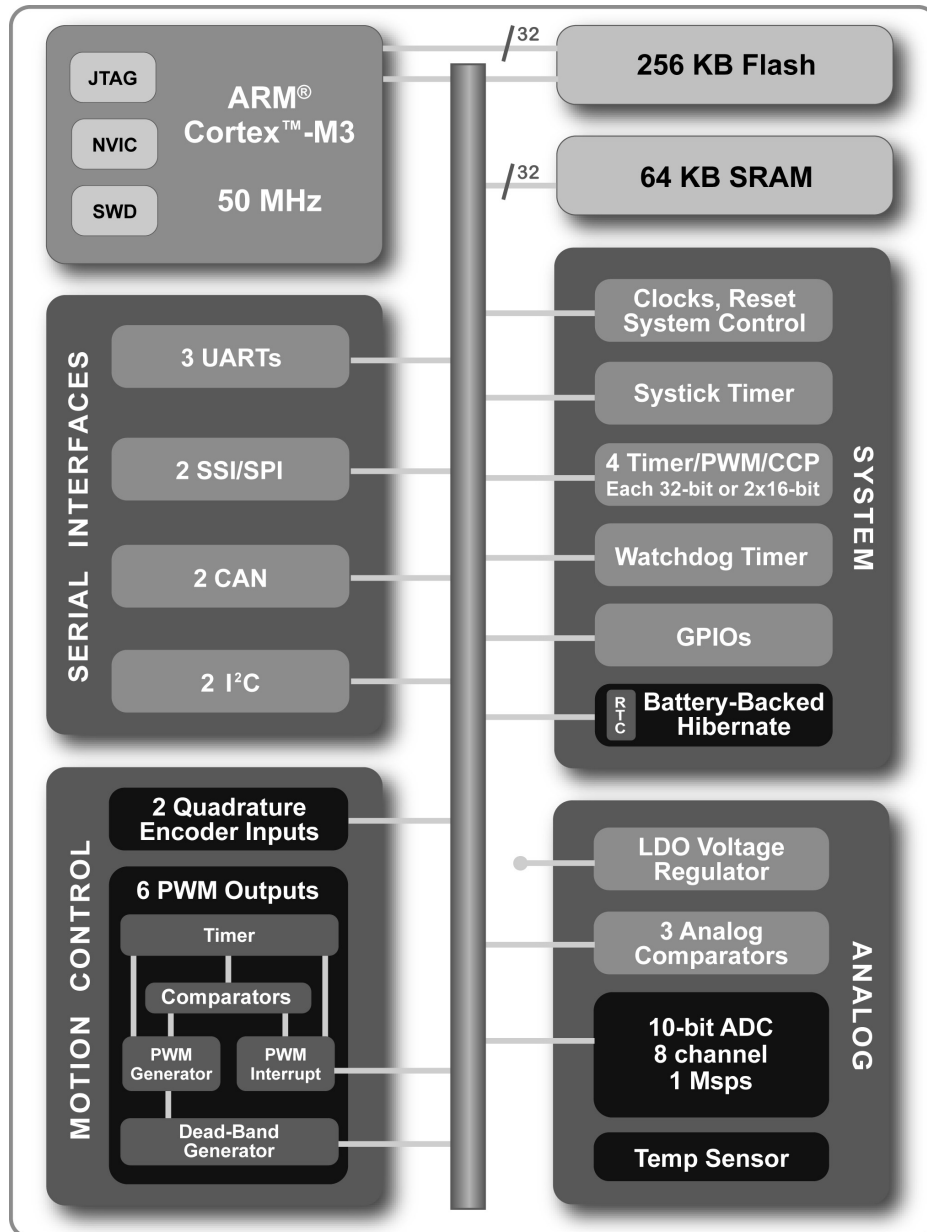 JTAG
NVIC
SWD
ARM®
Cortex™-M3
50 MHz
32
256 KB Flash
32
64 KB SRAM
SERIAL INTERFACES
3 UARTs
2 SSI/SPI
2 CAN
2 I²C
SYSTEM
Clocks, Reset
System Control
Systick Timer
4 Timer/PWM/CCP
Each 32-bit or 2x16-bit
Watchdog Timer
GPIOs
RTC
Battery-Backed
Hibernate
MOTION CONTROL
2 Quadrature
Encoder Inputs
6 PWM Outputs
Timer
Comparators
PWM
Generator
PWM
Interrupt
Dead-Band
Generator
ANALOG
LDO Voltage
Regulator
3 Analog
Comparators
10-bit ADC
8 channel
1 Msps
Temp Sensor